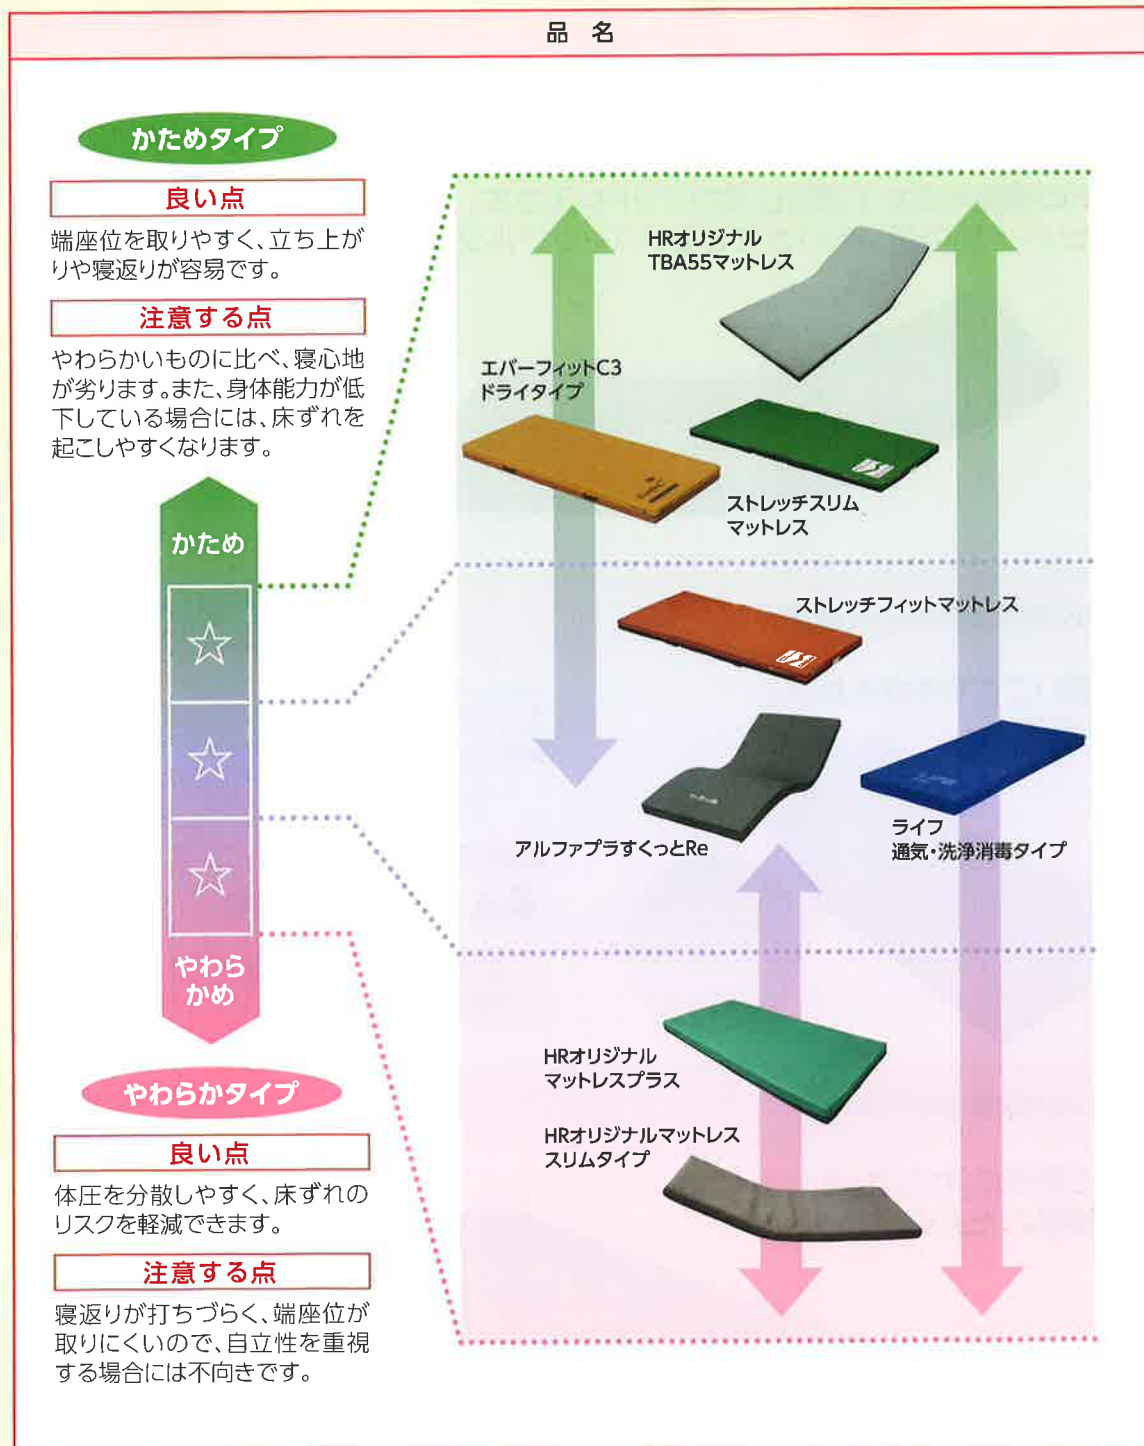 品 名
かためタイプ
良い点
端座位を取りやすく、立ち上が
りや寝返りが容易です。
注意する点
やわらかいものに比べ、寝心地
が劣ります。また、身体能力が低
下している場合には、床ずれを
起こしやすくなります。
かため
☆
☆
☆
やわら
かめ
やわらかタイプ
良い点
体圧を分散しやすく、床ずれの
リスクを軽減できます。
注意する点
寝返りが打ちづらく、端座位が
取りにくいので、自立性を重視
する場合には不向きです。
HRオリジナル
TBA55マットレス
エバーフィットC3
ドライタイプ
ストレッチスリム
マットレス
ストレッチフィットマットレス
アルファプラすくっとRe
ライフ
通気・洗浄消毒タイプ
HRオリジナル
マットレスプラス
HRオリジナルマットレス
スリムタイプ